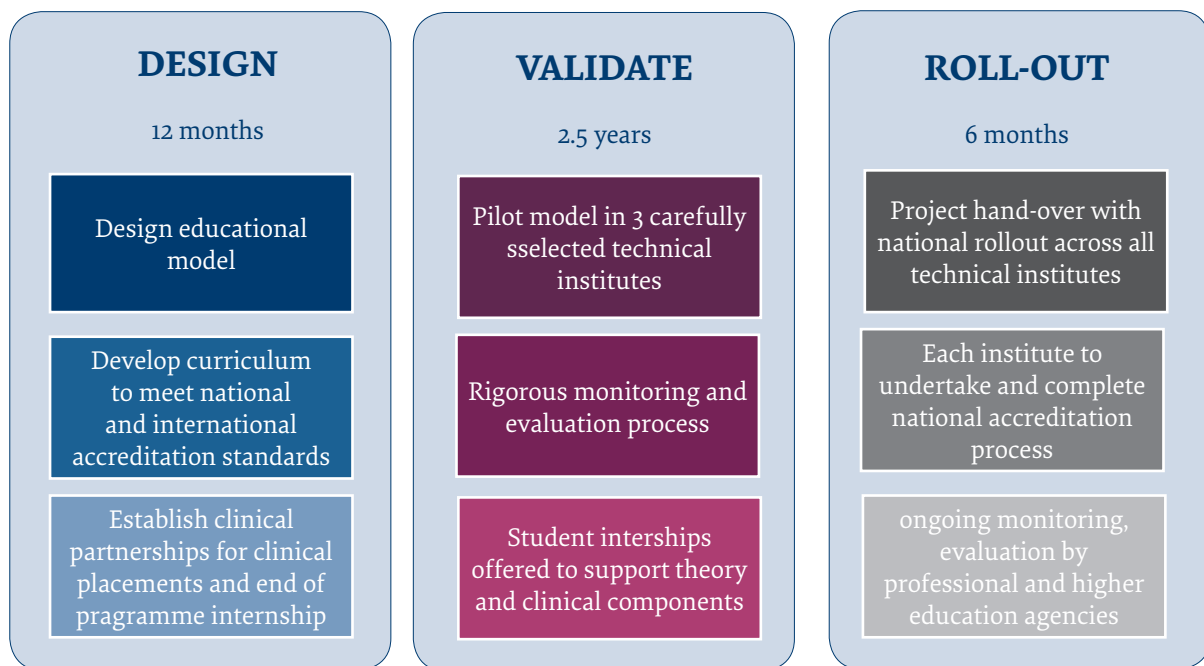 DESIGN
12 months
Design educational
model
Develop curriculum
to meet national
and international
accreditation standards
Establish clinical
partnerships for clinical
placements and end of
pragramme internship
VALIDATE
2.5 years
Pilot model in 3 carefully
sselected technical
institutes
Rigorous monitoring and
evaluation process
Student interships
offered to support theory
and clinical components
ROLL-OUT
6 months
Project hand-over with
national rollout across all
technical institutes
Each institute to
undertake and complete
national accreditation
process
ongoing monitoring,
evaluation by
professional and higher
education agencies